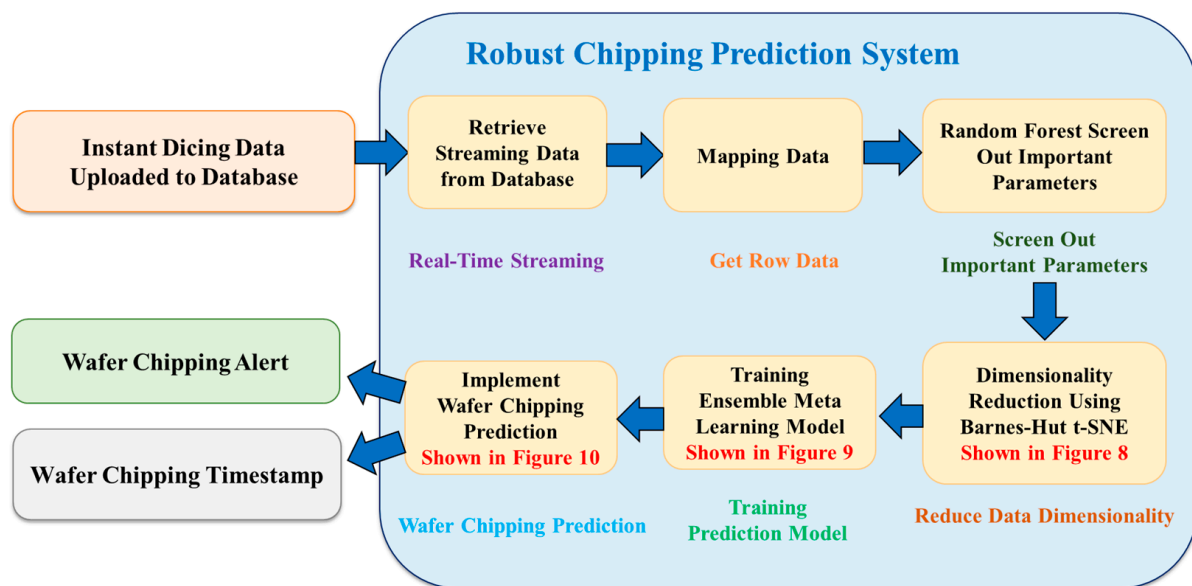 Robust Chipping Prediction System
Instant Dicing Data
Uploaded to Database
Retrieve
Streaming Data
from Database
Mapping Data
Random Forest Screen
Out Important
Parameters
Real-Time Streaming
Get Row Data
Screen Out
Important Parameters
Wafer Chipping Alert
Wafer Chipping Timestamp
Implement
Wafer Chipping
Prediction
Shown in Figure 10
Training
Ensemble Meta
Learning Model
Shown in Figure 9
Dimensionality
Reduction Using
Barnes-Hut t-SNE
Shown in Figure 8
Wafer Chipping Prediction
Training
Prediction Model
Reduce Data Dimensionality